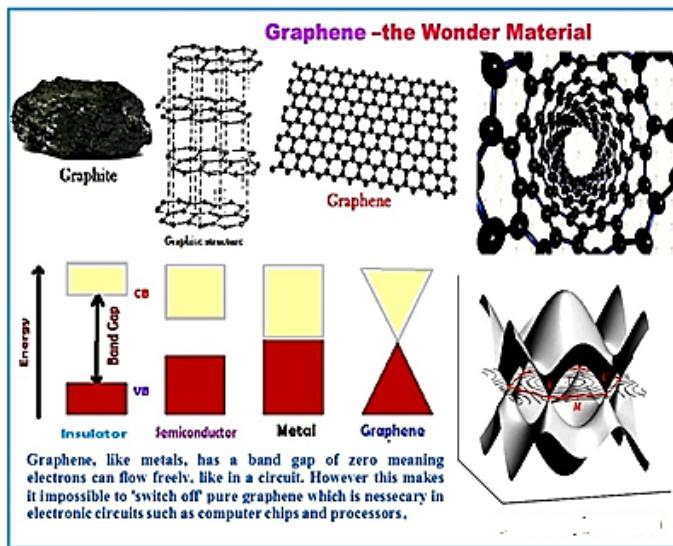 Graphene –the Wonder Material
Graphite
Graphitic structure
Graphene
Energy
Band Gap
CB
VB
Insulator
Semiconductor
Metal
Graphene
M
Graphene, like metals, has a band gap of zero meaning
electrons can flow freely, like in a circuit. However this makes
it impossible to 'switch off' pure graphene which is nessecary in
electronic circuits such as computer chips and processors.